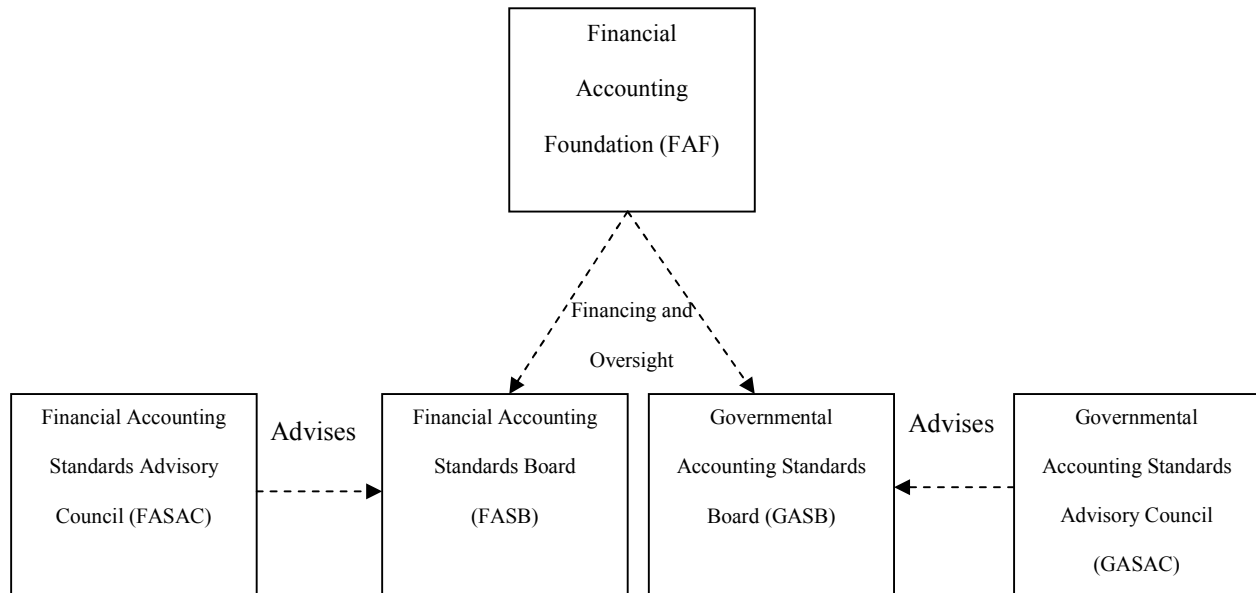 Financial
Accounting
Foundation (FAF)
Financing and
Oversight
Financial Accounting
Standards Advisory
Council (FASAC)
Advises
Financial Accounting
Standards Board
(FASB)
Governmental
Accounting Standards
Board (GASB)
Advises
Governmental
Accounting Standards
Advisory Council
(GASAC)